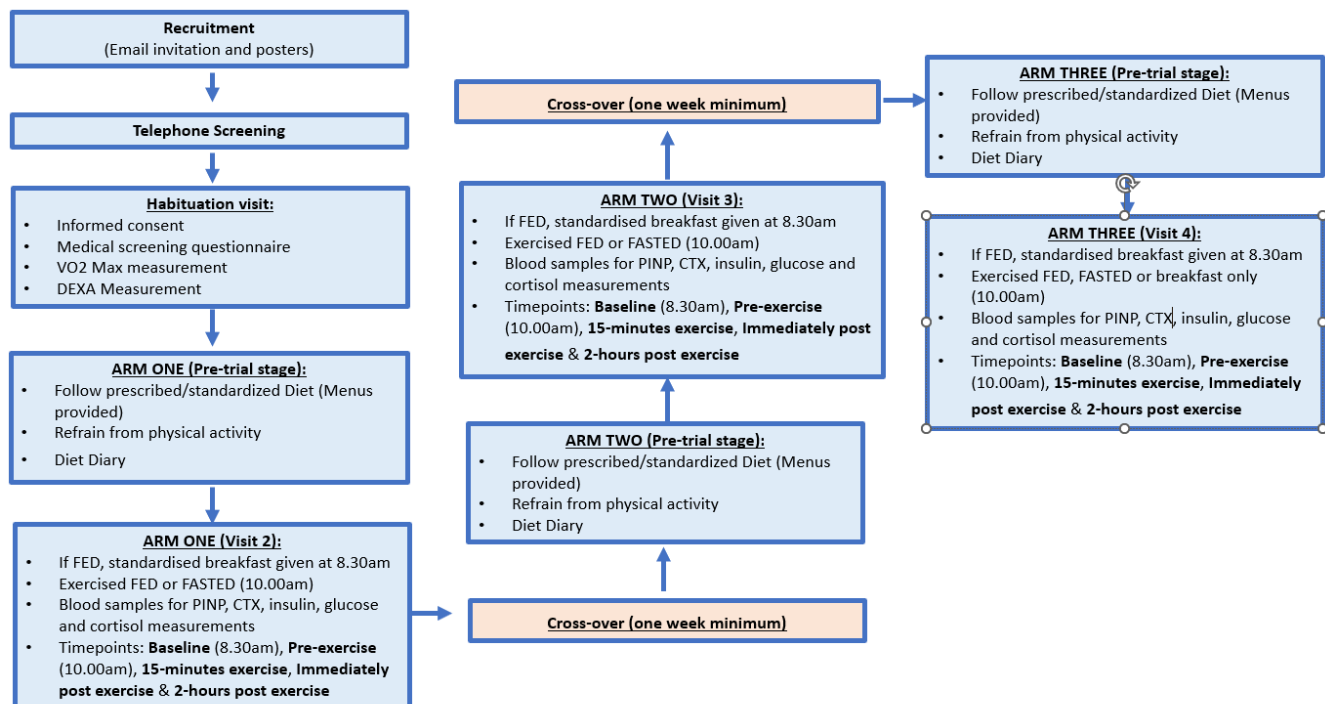 Recruitment
(Email invitation and posters)
Telephone Screening
Habituation visit:
• Informed consent
• Medical screening questionnaire
• VO2 Max measurement
• DEXA Measurement
ARM ONE (Pre-trial stage):
• Follow prescribed/standardized Diet (Menus
provided)
• Refrain from physical activity
• Diet Diary
ARM ONE (Visit 2):
• If FED, standardised breakfast given at 8.30am
• Exercised FED or FASTED (10.00am)
• Blood samples for PINP, CTX, insulin, glucose
and cortisol measurements
• Timepoints: Baseline (8.30am), Pre-exercise
(10.00am), 15-minutes exercise, Immediately
post exercise & 2-hours post exercise
Cross-over (one week minimum)
ARM TWO (Pre-trial stage):
• Follow prescribed/standardized Diet (Menus
provided)
• Refrain from physical activity
• Diet Diary
ARM TWO (Visit 3):
• If FED, standardised breakfast given at 8.30am
• Exercised FED or FASTED (10.00am)
• Blood samples for PINP, CTX, insulin, glucose and
cortisol measurements
• Timepoints: Baseline (8.30am), Pre-exercise
(10.00am), 15-minutes exercise, Immediately post
exercise & 2-hours post exercise
Cross-over (one week minimum)
ARM THREE (Pre-trial stage):
• Follow prescribed/standardized Diet (Menus
provided)
• Refrain from physical activity
• Diet Diary
ARM THREE (Visit 4):
• If FED, standardised breakfast given at 8.30am
• Exercised FED, FASTED or breakfast only
(10.00am)
• Blood samples for PINP, CTX, insulin, glucose
and cortisol measurements
• Timepoints: Baseline (8.30am), Pre-exercise
(10.00am), 15-minutes exercise, Immediately
post exercise & 2-hours post exercise